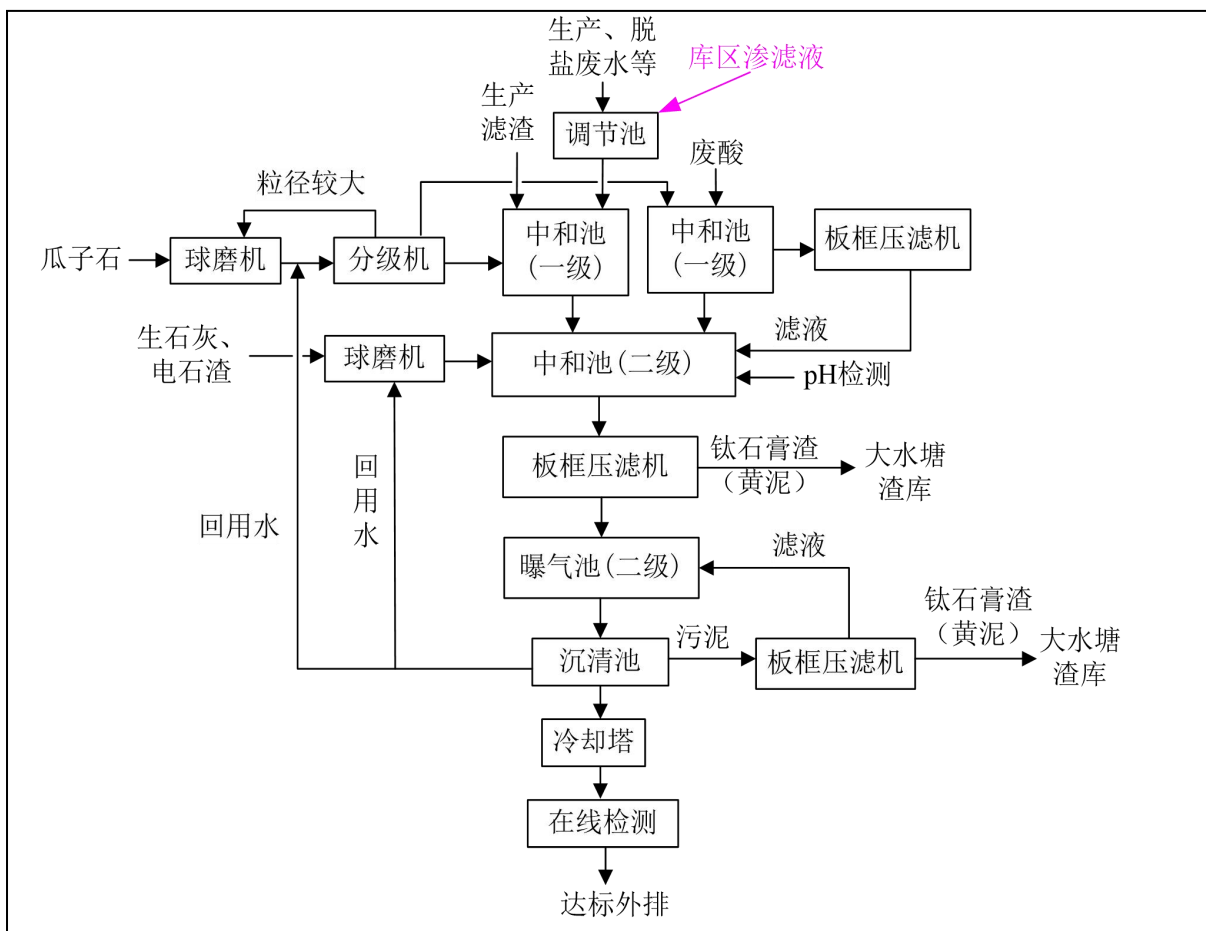 生产、脱
盐废水等
库区渗滤液
生产
滤渣
调节池
废酸
粒径较大
瓜子石
球磨机
分级机
中和池
(一级)
中和池
(一级)
板框压滤机
滤液
生石灰、
电石渣
球磨机
中和池(二级)
pH检测
回用水
回
用
水
板框压滤机
钛石膏渣
（黄泥）
大水塘
渣库
曝气池(二级)
滤液
沉清池
污泥
板框压滤机
钛石膏渣
（黄泥）
大水塘
渣库
冷却塔
在线检测
达标外排